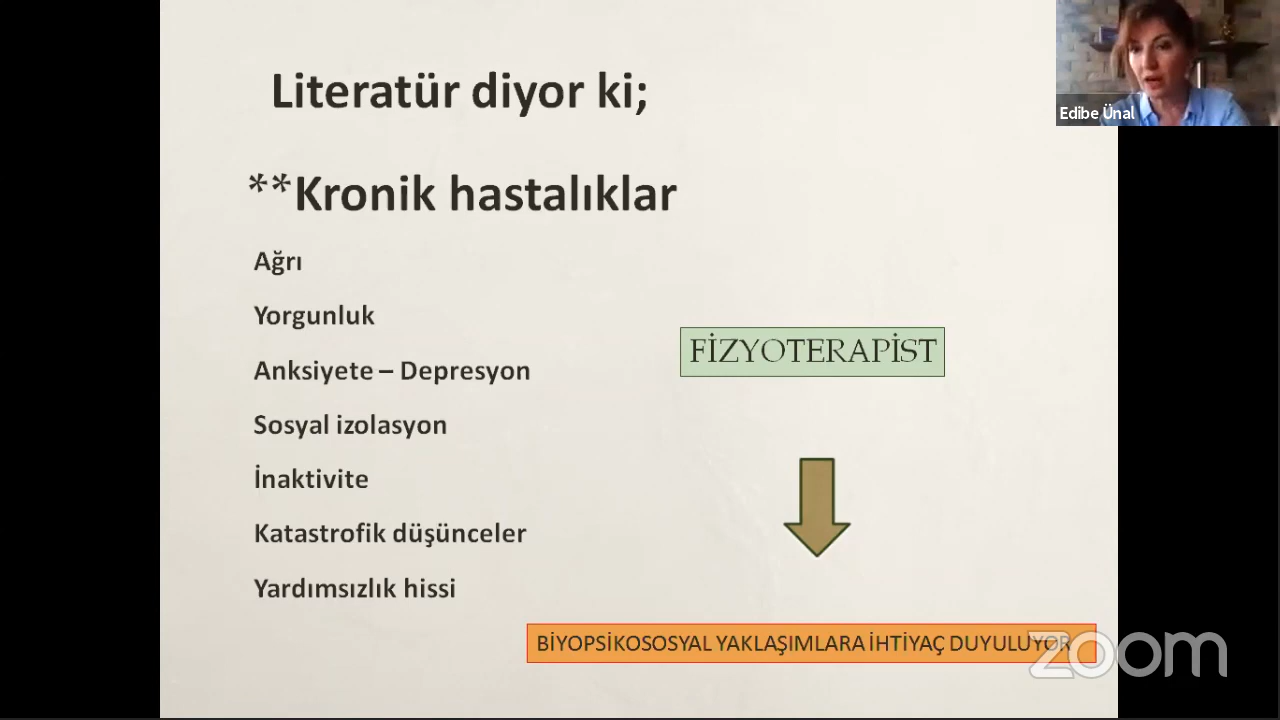 Literatür diyor ki;
**Kronik hastalıklar
Ağrı
Yorgunluk
Anksiyete – Depresyon
Sosyal izolasyon
İnaktivite
Katastrofik düşünceler
Yardımsızlık hissi
FİZYOTERAPİST
BİYOPSİKOSOSYAL YAKLAŞIMLARA İHTİYAÇ DUYULUYOR
Edibe Ünal
zoom